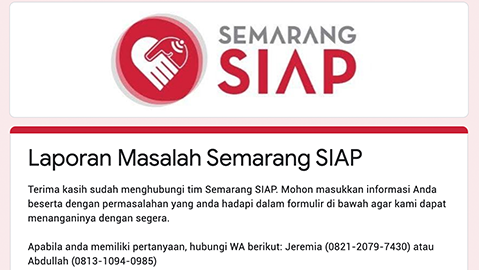 SEMARANG
SIAP
Laporan Masalah Semarang SIAP
Terima kasih sudah menghubungi tim Semarang SIAP. Mohon masukkan informasi Anda
beserta dengan permasalahan yang anda hadapi dalam formulir di bawah agar kami dapat
menanganinya dengan segera.
Apabila anda memiliki pertanyaan, hubungi WA berikut: Jeremia (0821-2079-7430) atau
Abdullah (0813-1094-0985)